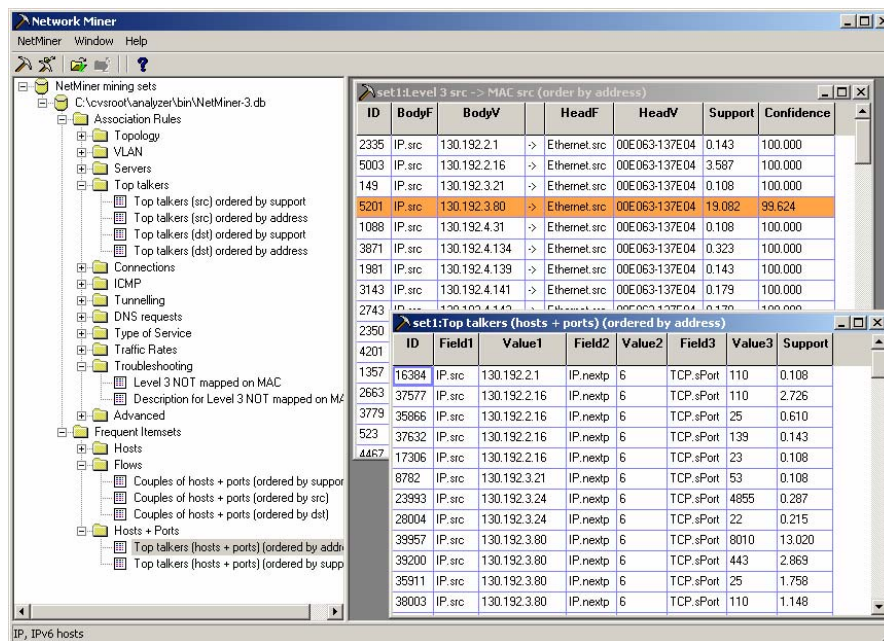 Network Miner
NetMiner Window Help
NetMiner mining sets
C:\cvsroot\analyzer\bin\NetMiner-3.db
Association Rules
Topology
VLAN
Servers
Top talkers
Top talkers (src) ordered by support
Top talkers (src) ordered by address
Top talkers (dst) ordered by support
Top talkers (dst) ordered by address
Connections
ICMP
Tunnelling
DNS requests
Type of Service
Traffic Rates
Troubleshooting
Level 3 NOT mapped on MAC
Description for Level 3 NOT mapped on MA
Advanced
Frequent Itemsets
Hosts
Flows
Couples of hosts + ports (ordered by suppor
Couples of hosts + ports (ordered by src)
Couples of hosts + ports (ordered by dst)
Hosts + Ports
Top talkers (hosts + ports) (ordered by addr
Top talkers (hosts + ports) (ordered by supp
set1:Level 3 src -> MAC src (order by address)
ID BodyF BodyV HeadF HeadV Support Confidence
2335 IP.src 130.192.2.1 -> Ethernet.src 00E063-137E04 0.143 100.000
5003 IP.src 130.192.2.16 -> Ethernet.src 00E063-137E04 3.587 100.000
149 IP.src 130.192.3.21 -> Ethernet.src 00E063-137E04 0.108 100.000
5201 IP.src 130.192.3.80 -> Ethernet.src 00E063-137E04 19.082 99.624
1088 IP.src 130.192.4.31 -> Ethernet.src 00E063-137E04 0.108 100.000
3871 IP.src 130.192.4.134 -> Ethernet.src 00E063-137E04 0.323 100.000
1981 IP.src 130.192.4.139 -> Ethernet.src 00E063-137E04 0.143 100.000
3143 IP.src 130.192.4.141 -> Ethernet.src 00E063-137E04 0.179 100.000
2743
2350
4201
1357
2663
3779
523
4467
set1:Top talkers (hosts + ports) (ordered by address)
ID Field1 Value1 Field2 Value2 Field3 Value3 Support
16384 IP.src 130.192.2.1 IP.nextp 6 TCP.sPort 110 0.108
37577 IP.src 130.192.2.16 IP.nextp 6 TCP.sPort 110 2.726
35866 IP.src 130.192.2.16 IP.nextp 6 TCP.sPort 25 0.610
37632 IP.src 130.192.2.16 IP.nextp 6 TCP.sPort 139 0.143
17306 IP.src 130.192.2.16 IP.nextp 6 TCP.sPort 23 0.108
8782 IP.src 130.192.3.21 IP.nextp 6 TCP.sPort 53 0.108
23993 IP.src 130.192.3.24 IP.nextp 6 TCP.sPort 4855 0.287
28004 IP.src 130.192.3.24 IP.nextp 6 TCP.sPort 22 0.215
39957 IP.src 130.192.3.80 IP.nextp 6 TCP.sPort 8010 13.020
39200 IP.src 130.192.3.80 IP.nextp 6 TCP.sPort 443 2.869
35911 IP.src 130.192.3.80 IP.nextp 6 TCP.sPort 25 1.758
38003 IP.src 130.192.3.80 IP.nextp 6 TCP.sPort 110 1.148
IP, IPv6 hosts